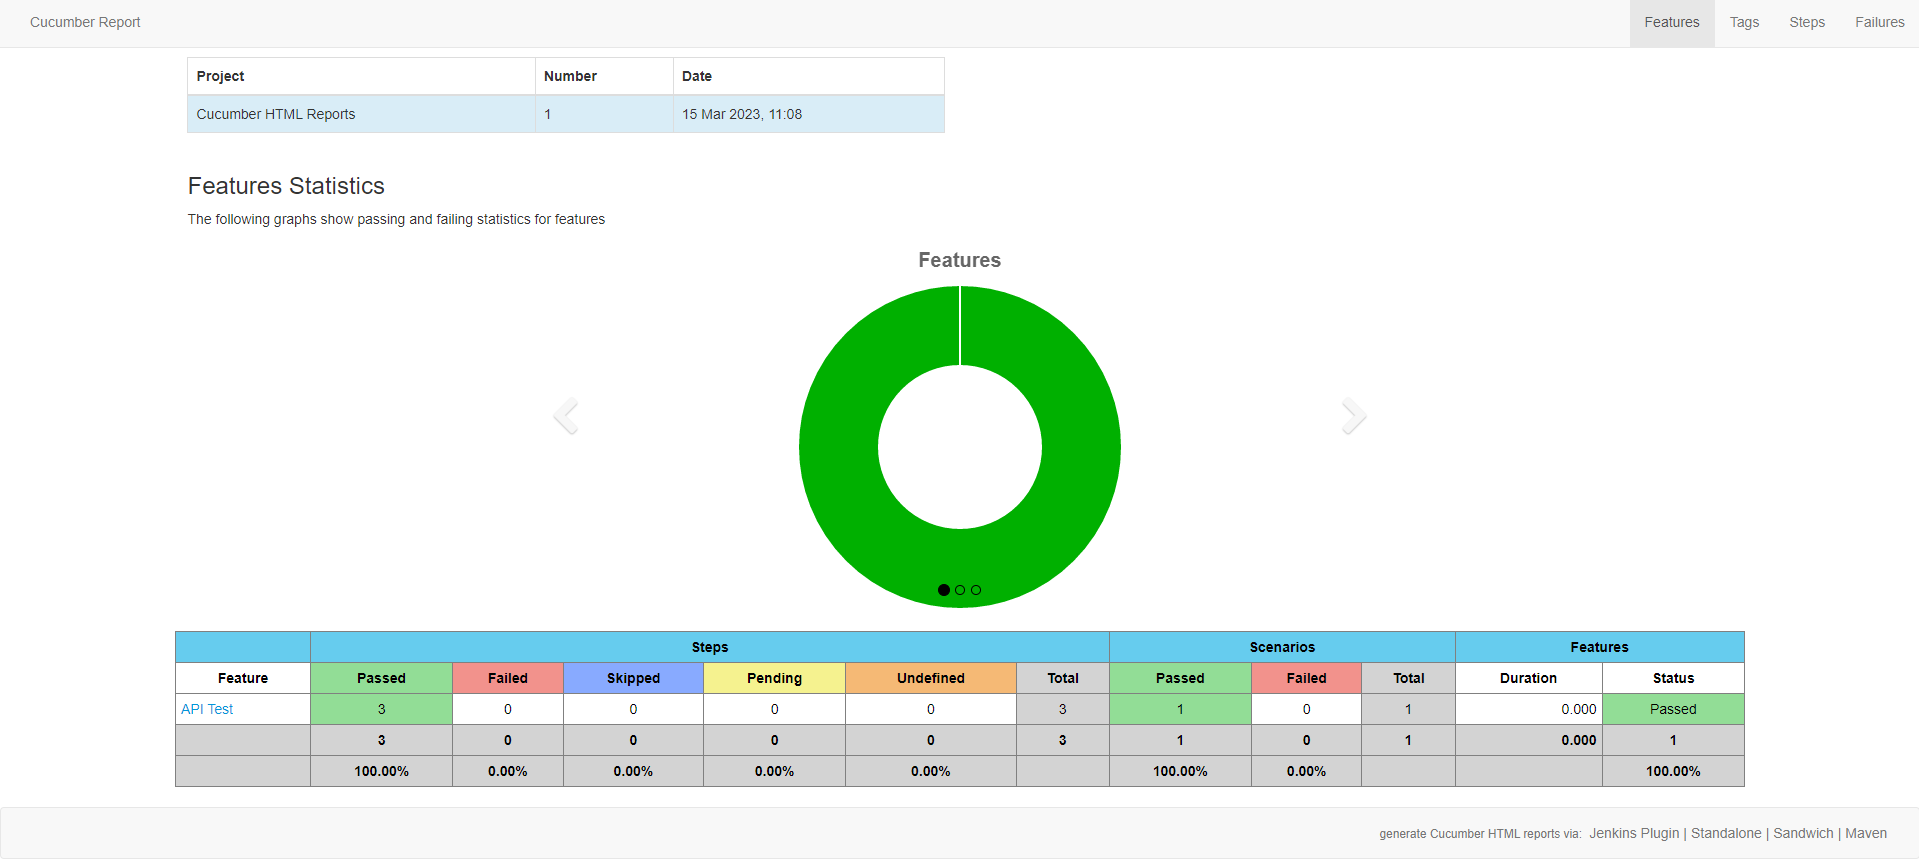 Cucumber Report Features Tags Steps Failures
Project Number Date
Cucumber HTML Reports 1 15 Mar 2023, 11:08
Features Statistics
The following graphs show passing and failing statistics for features
Features
Steps Scenarios Features
Feature Passed Failed Skipped Pending Undefined Total Passed Failed Total Duration Status
API Test 3 0 0 0 0 3 1 0 1 0.000 Passed
3 0 0 0 0 3 1 0 1 0.000 1
100.00% 0.00% 0.00% 0.00% 0.00% 100.00% 0.00% 100.00%
generate Cucumber HTML reports via: Jenkins Plugin | Standalone | Sandwich | Maven